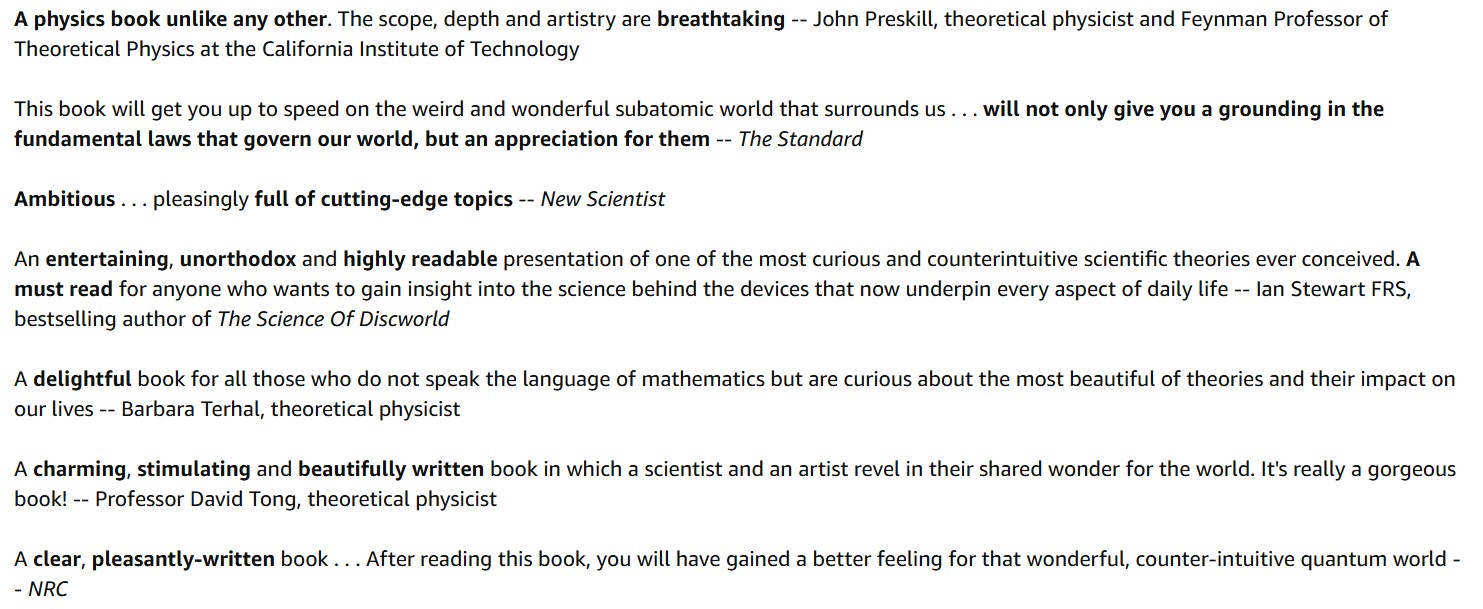 A physics book unlike any other. The scope, depth and artistry are breathtaking -- John Preskill, theoretical physicist and Feynman Professor of
Theoretical Physics at the California Institute of Technology
This book will get you up to speed on the weird and wonderful subatomic world that surrounds us . . . will not only give you a grounding in the
fundamental laws that govern our world, but an appreciation for them -- The Standard
Ambitious . . . pleasingly full of cutting-edge topics -- New Scientist
An entertaining, unorthodox and highly readable presentation of one of the most curious and counterintuitive scientific theories ever conceived. A
must read for anyone who wants to gain insight into the science behind the devices that now underpin every aspect of daily life -- Ian Stewart FRS,
bestselling author of The Science Of Discworld
A delightful book for all those who do not speak the language of mathematics but are curious about the most beautiful of theories and their impact on
our lives -- Barbara Terhal, theoretical physicist
A charming, stimulating and beautifully written book in which a scientist and an artist revel in their shared wonder for the world. It's really a gorgeous
book! -- Professor David Tong, theoretical physicist
A clear, pleasantly-written book . . . After reading this book, you will have gained a better feeling for that wonderful, counter-intuitive quantum world -
- NRC